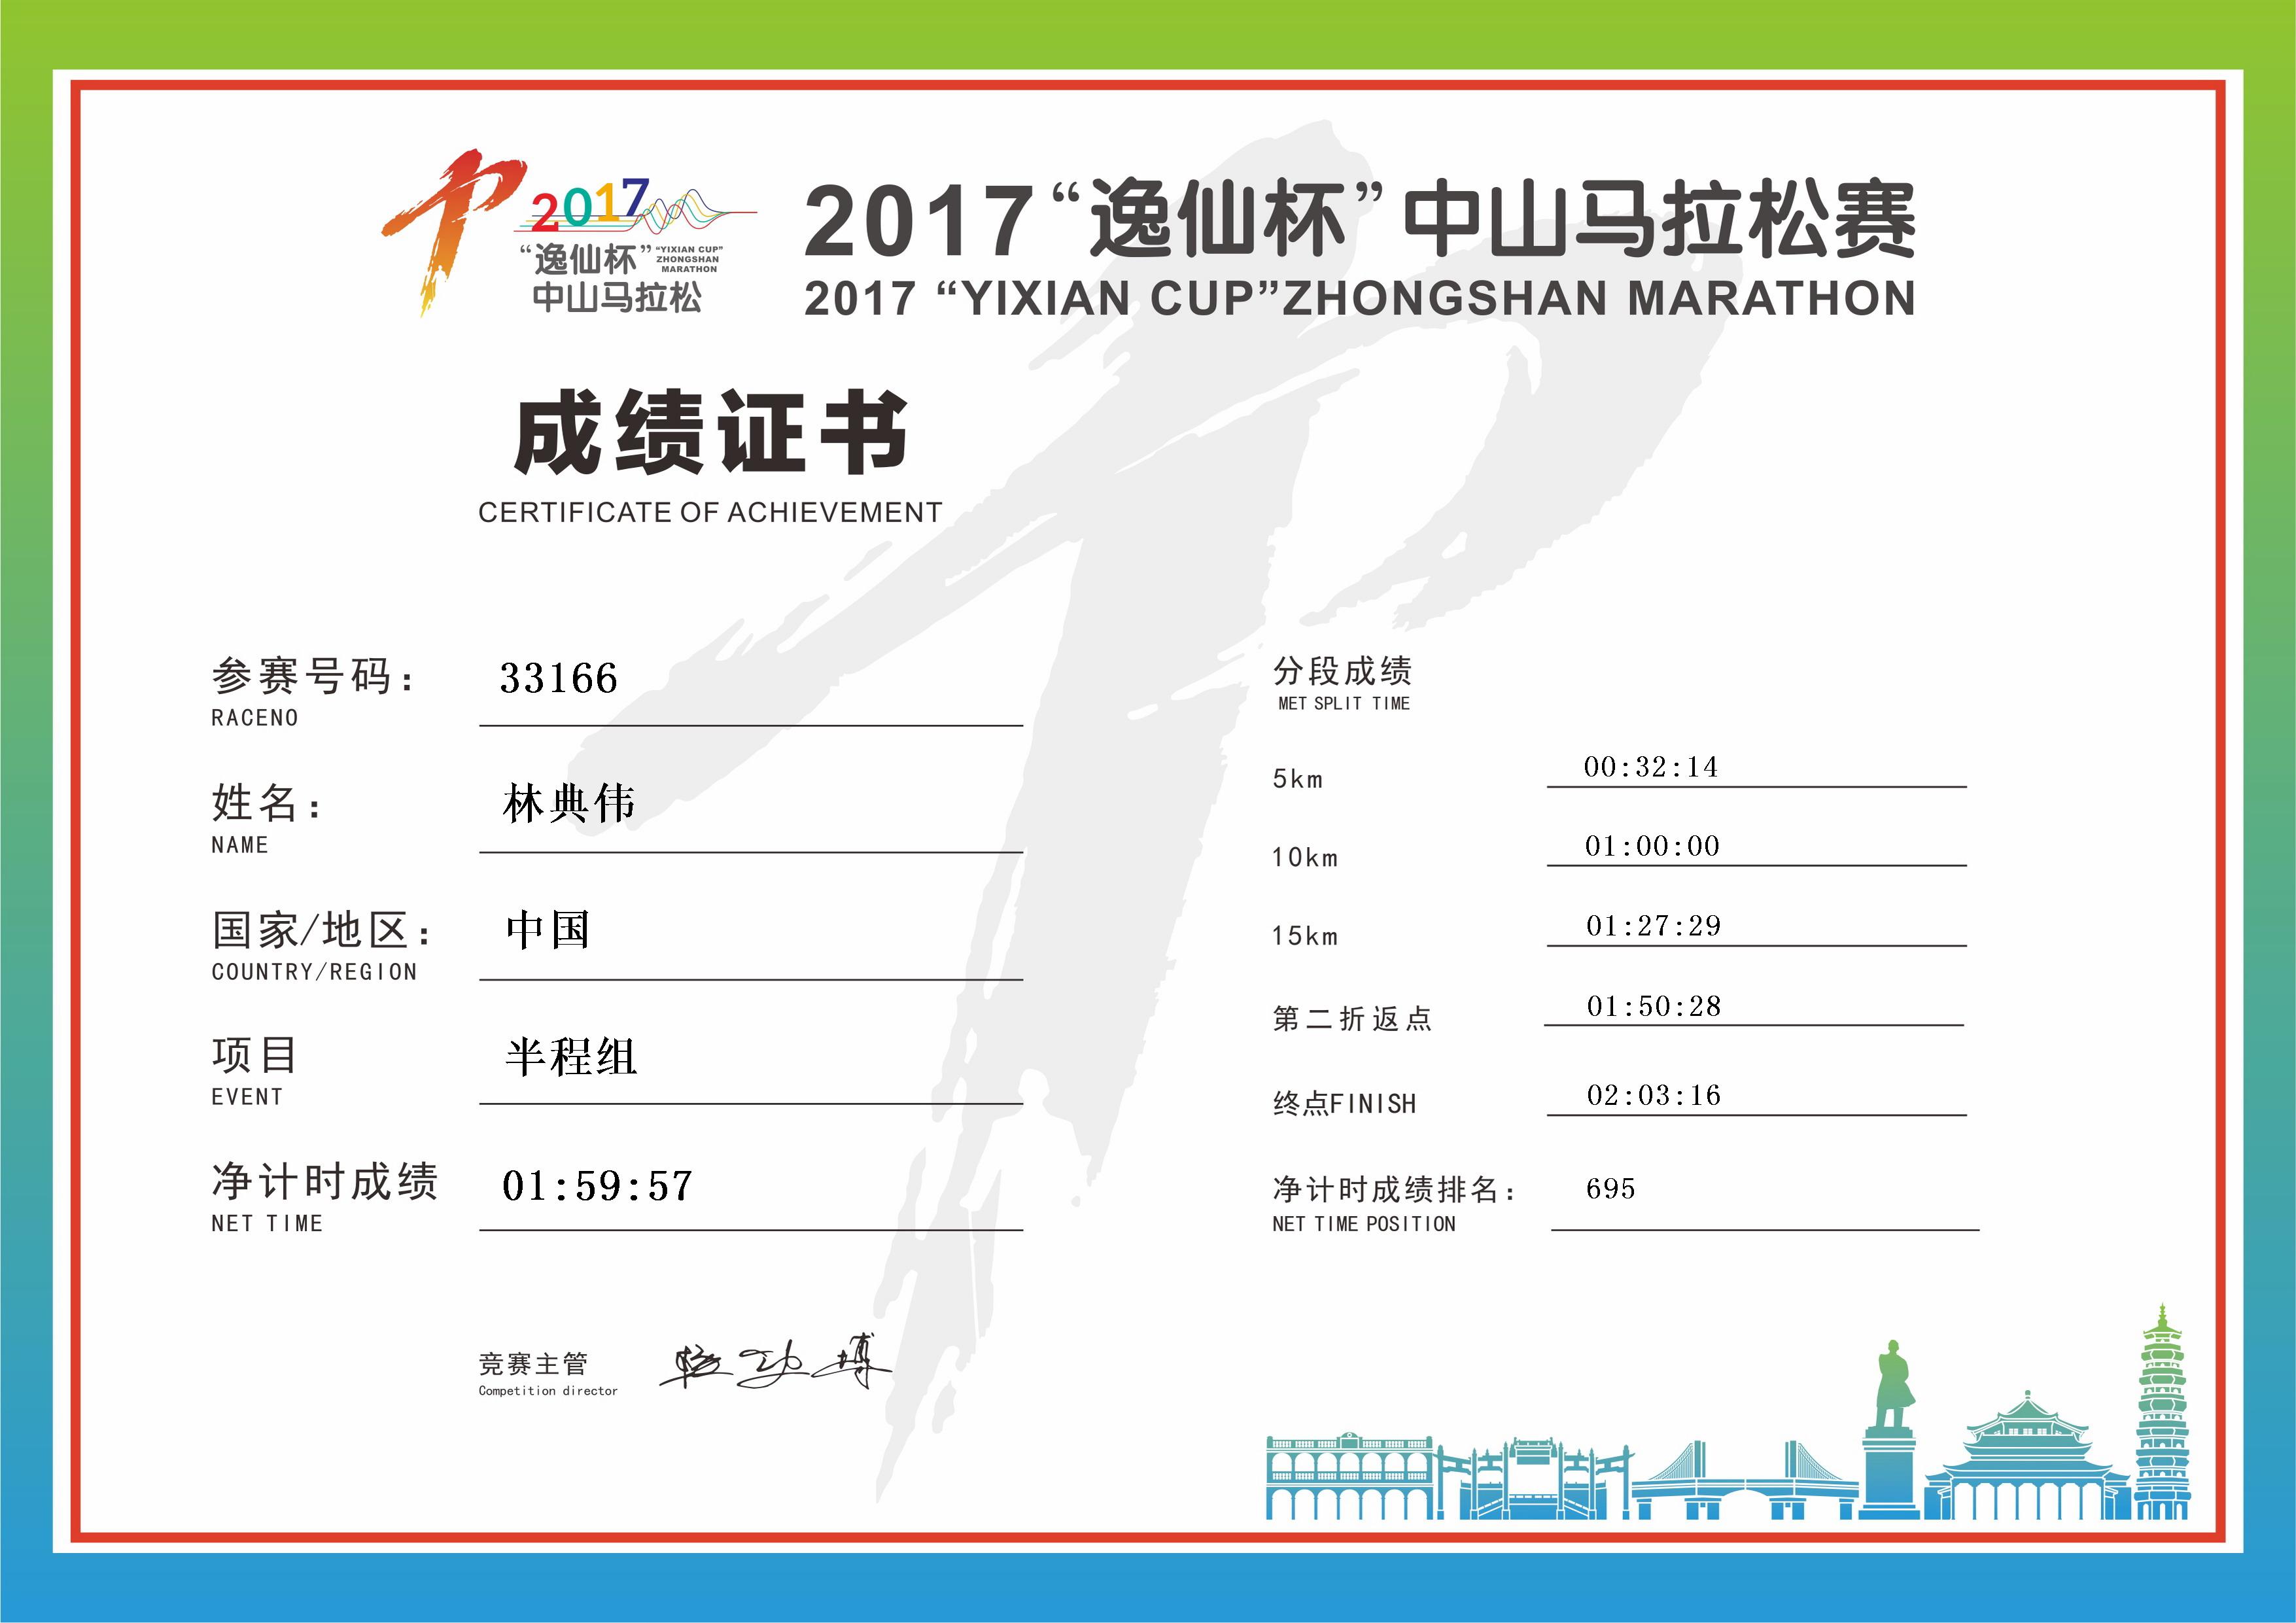 2017
“逸仙杯”
“YIXIAN CUP”
ZHONGSHAN
MARATHON
中山马拉松
2017“逸仙杯”中山马拉松赛
2017 “YIXIAN CUP”ZHONGSHAN MARATHON
成绩证书
CERTIFICATE OF ACHIEVEMENT
参赛号码: 33166
RACENO
姓名: 林典伟
NAME
国家/地区: 中国
COUNTRY/REGION
项目 半程组
EVENT
净计时成绩 01:59:57
NET TIME
分段成绩
MET SPLIT TIME
5km 00:32:14
10km 01:00:00
15km 01:27:29
第二折返点 01:50:28
终点FINISH 02:03:16
净计时成绩排名: 695
NET TIME POSITION
竞赛主管
Competition director